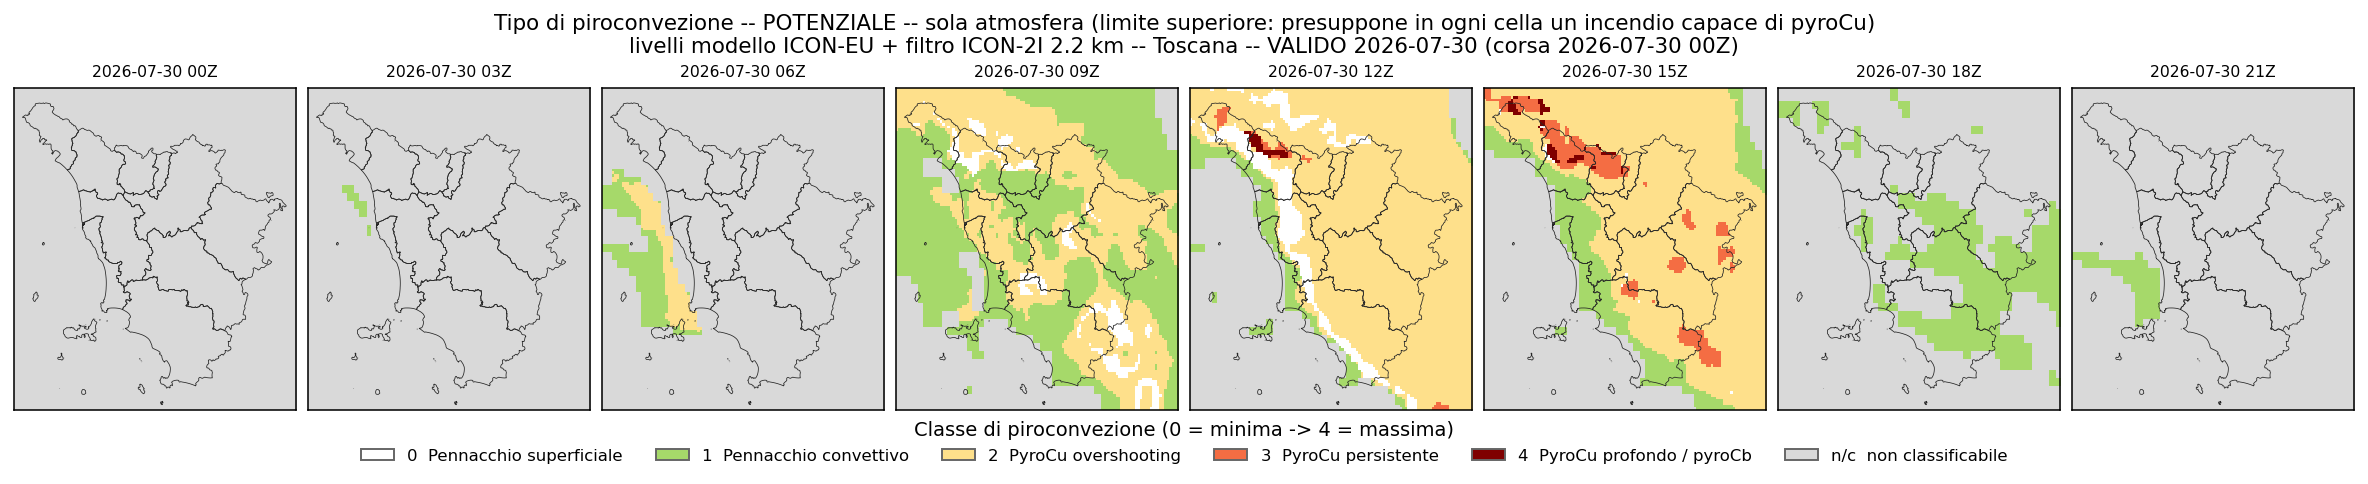 Tipo di piroconvezione -- POTENZIALE -- sola atmosfera (limite superiore: presuppone in ogni cella un incendio capace di pyroCu)
livelli modello ICON-EU + filtro ICON-2I 2.2 km -- Toscana -- VALIDO 2026-07-30 (corsa 2026-07-30 00Z)
2026-07-30 00Z
2026-07-30 03Z
2026-07-30 06Z
2026-07-30 09Z
2026-07-30 12Z
2026-07-30 15Z
2026-07-30 18Z
2026-07-30 21Z
Classe di piroconvezione (0 = minima -> 4 = massima)
0 Pennacchio superficiale
1 Pennacchio convettivo
2 PyroCu overshooting
3 PyroCu persistente
4 PyroCu profondo / pyroCb
n/c non classificabile